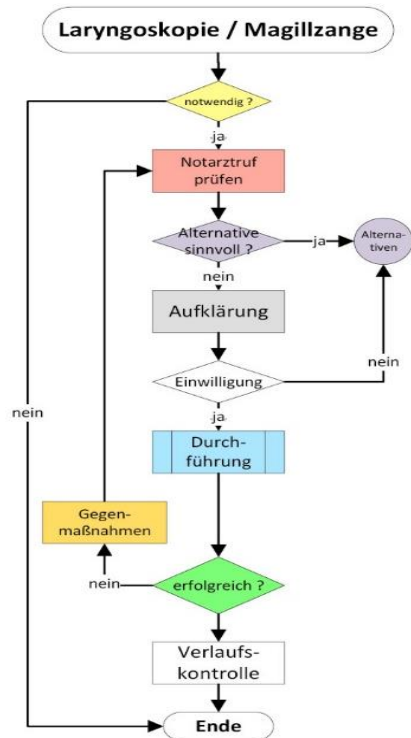 Laryngoskopie / Magillzange
notwendig ?
ja
Notarztruf
prüfen
Alternative
sinnvoll ?
ja
Alterna-
tiven
nein
Aufklärung
nein
Einwilligung
nein
ja
Durch-
führung
Gegen-
maßnahmen
nein
erfolgreich ?
Verlaufs-
kontrolle
Ende